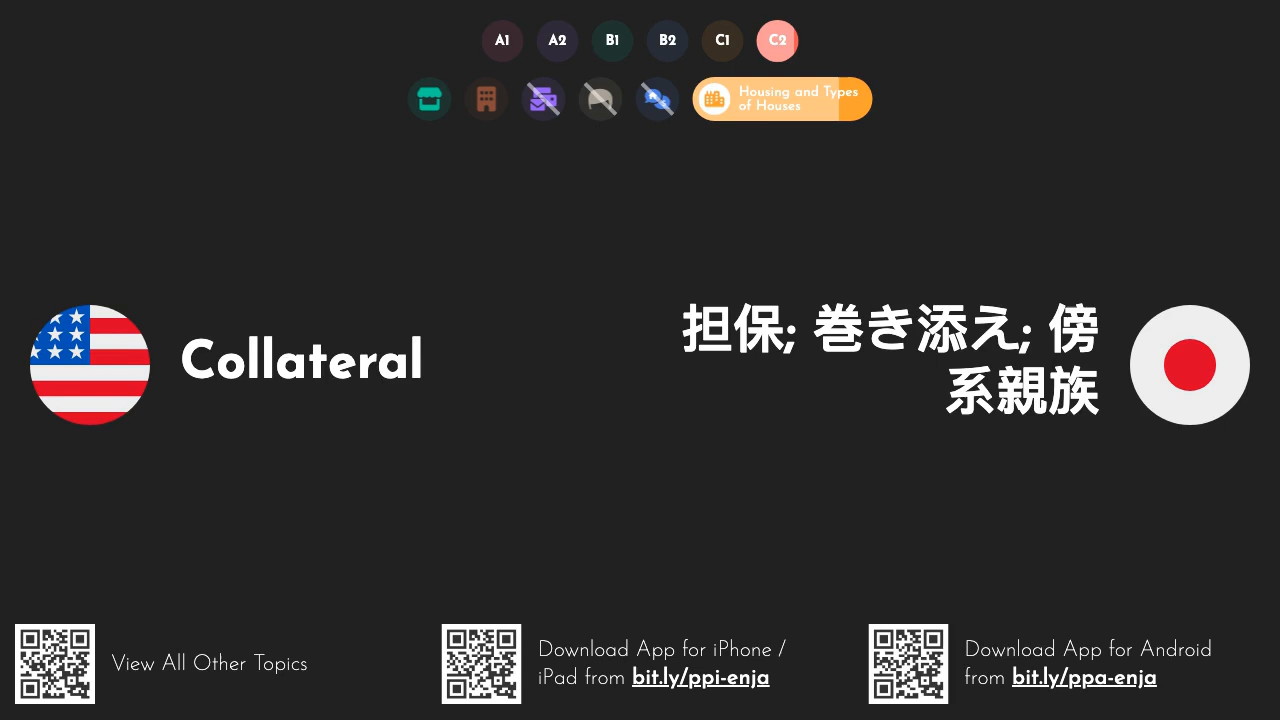 A1 A2 B1 B2 C1 C2
Housing and Types
of Houses
Collateral
担保; 巻き添え; 傍
系親族
View All Other Topics
Download App for iPhone /
iPad from bit.ly/ppi-enja
Download App for Android
from bit.ly/ppa-enja